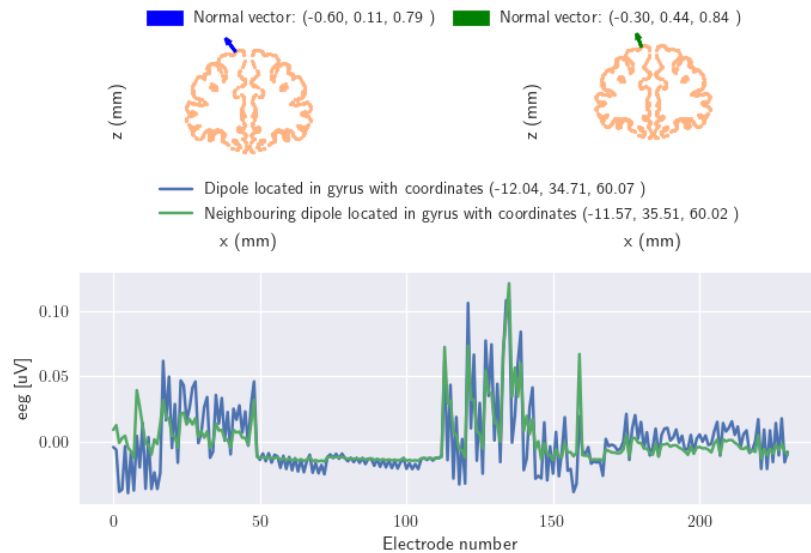 Normal vector: (-0.60, 0.11, 0.79 )
Normal vector: (-0.30, 0.44, 0.84 )
z (mm)
z (mm)
Dipole located in gyrus with coordinates (-12.04, 34.71, 60.07 )
Neighbouring dipole located in gyrus with coordinates (-11.57, 35.51, 60.02 )
x (mm)
x (mm)
0.10
0.05
0.00
eeg [uV]
0
50
100
150
200
Electrode number